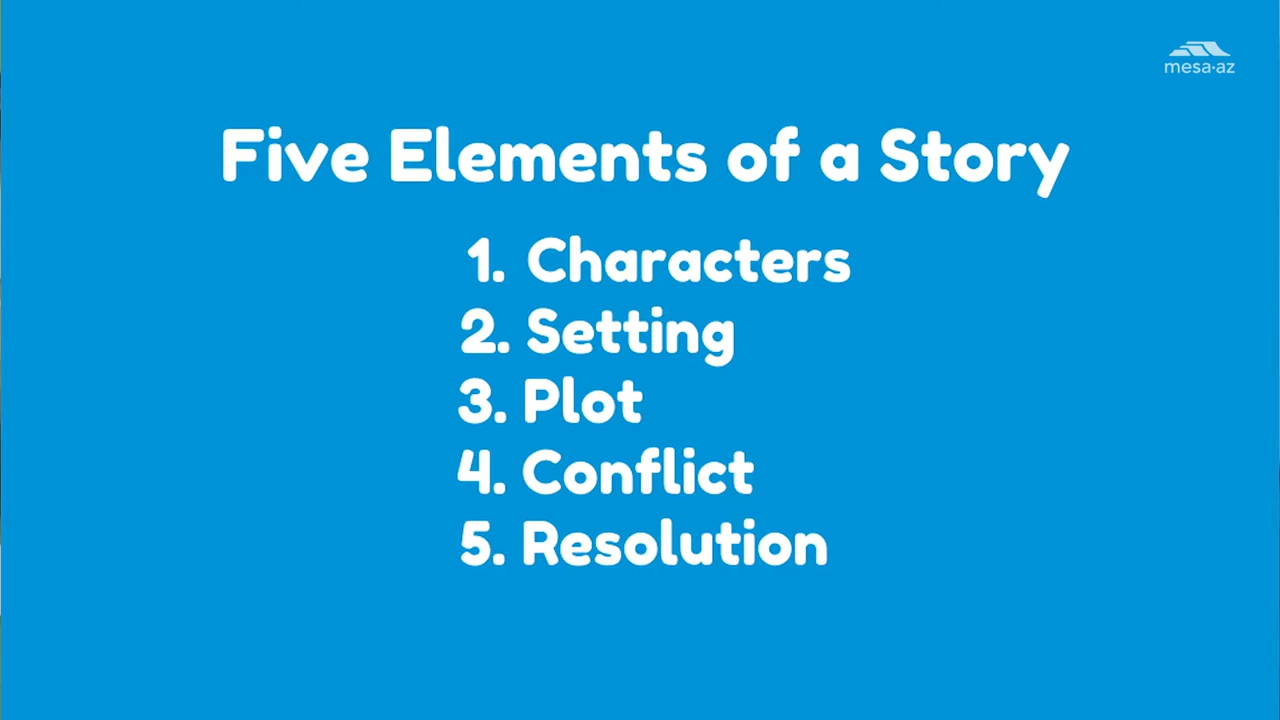 mesa·az
Five Elements of a Story
1. Characters
2. Setting
3. Plot
4. Conflict
5. Resolution